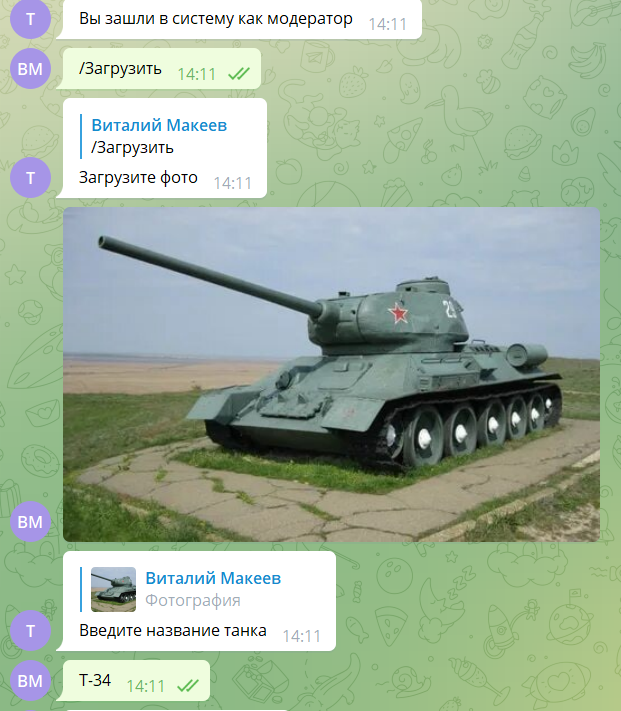 Т
Вы зашли в систему как модератор 14:11
ВМ
/Загрузить 14:11
Виталий Макеев
/Загрузить
Т
Загрузите фото 14:11
ВМ
Виталий Макеев
Фотография
Т
Введите название танка 14:11
ВМ
Т-34 14:11